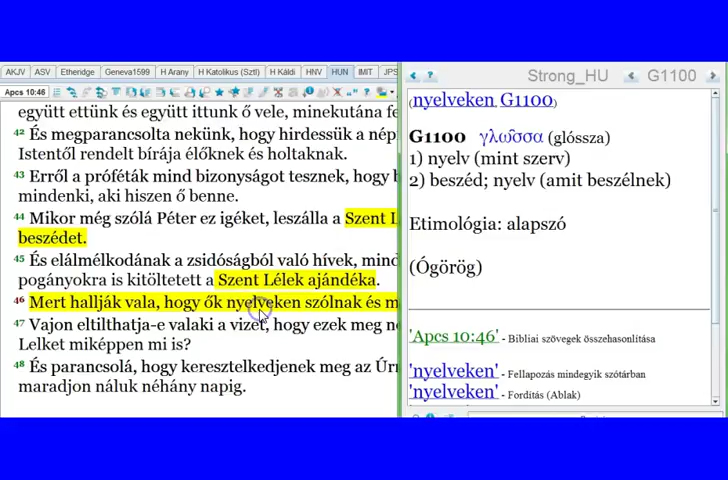 AKJV ASV Etheridge Geneva1599 H Arany H Katolikus (Sztl) H Káldi HNV HUN IMIT JPS
Apcs 10:46
együtt ettünk és együtt ittunk ő vele, minekutána fe
42 És megparancsolta nekünk, hogy hirdessük a nép
Istentől rendelt bírája élőknek és holtaknak.
43 Erről a próféták mind bizonyságot tesznek, hogy b
mindenki, aki hiszen ő benne.
44 Mikor még szólá Péter ez igéket, leszálla a Szent L
beszédet.
45 És elálmélkodának a zsidóságból való hívek, mind
pogányokra is kitöltetett a Szent Lélek ajándéka.
46 Mert hallják vala, hogy ők nyelveken szólnak és m
47 Vajon eltilthatja-e valaki a vizet, hogy ezek meg ne
Lelket miképpen mi is?
48 És parancsolá, hogy keresztelkedjenek meg az Úrn
maradjon náluk néhány napig.
Strong_HU G1100
(nyelveken G1100)
G1100 γλῶσσα (glóssza)
1) nyelv (mint szerv)
2) beszéd; nyelv (amit beszélnek)
Etimológia: alapszó
(Ógörög)
'Apcs 10:46' - Bibliai szövegek összehasonlítása
'nyelveken' - Fellapozás mindegyik szótárban
'nyelveken' - Fordítás (Ablak)